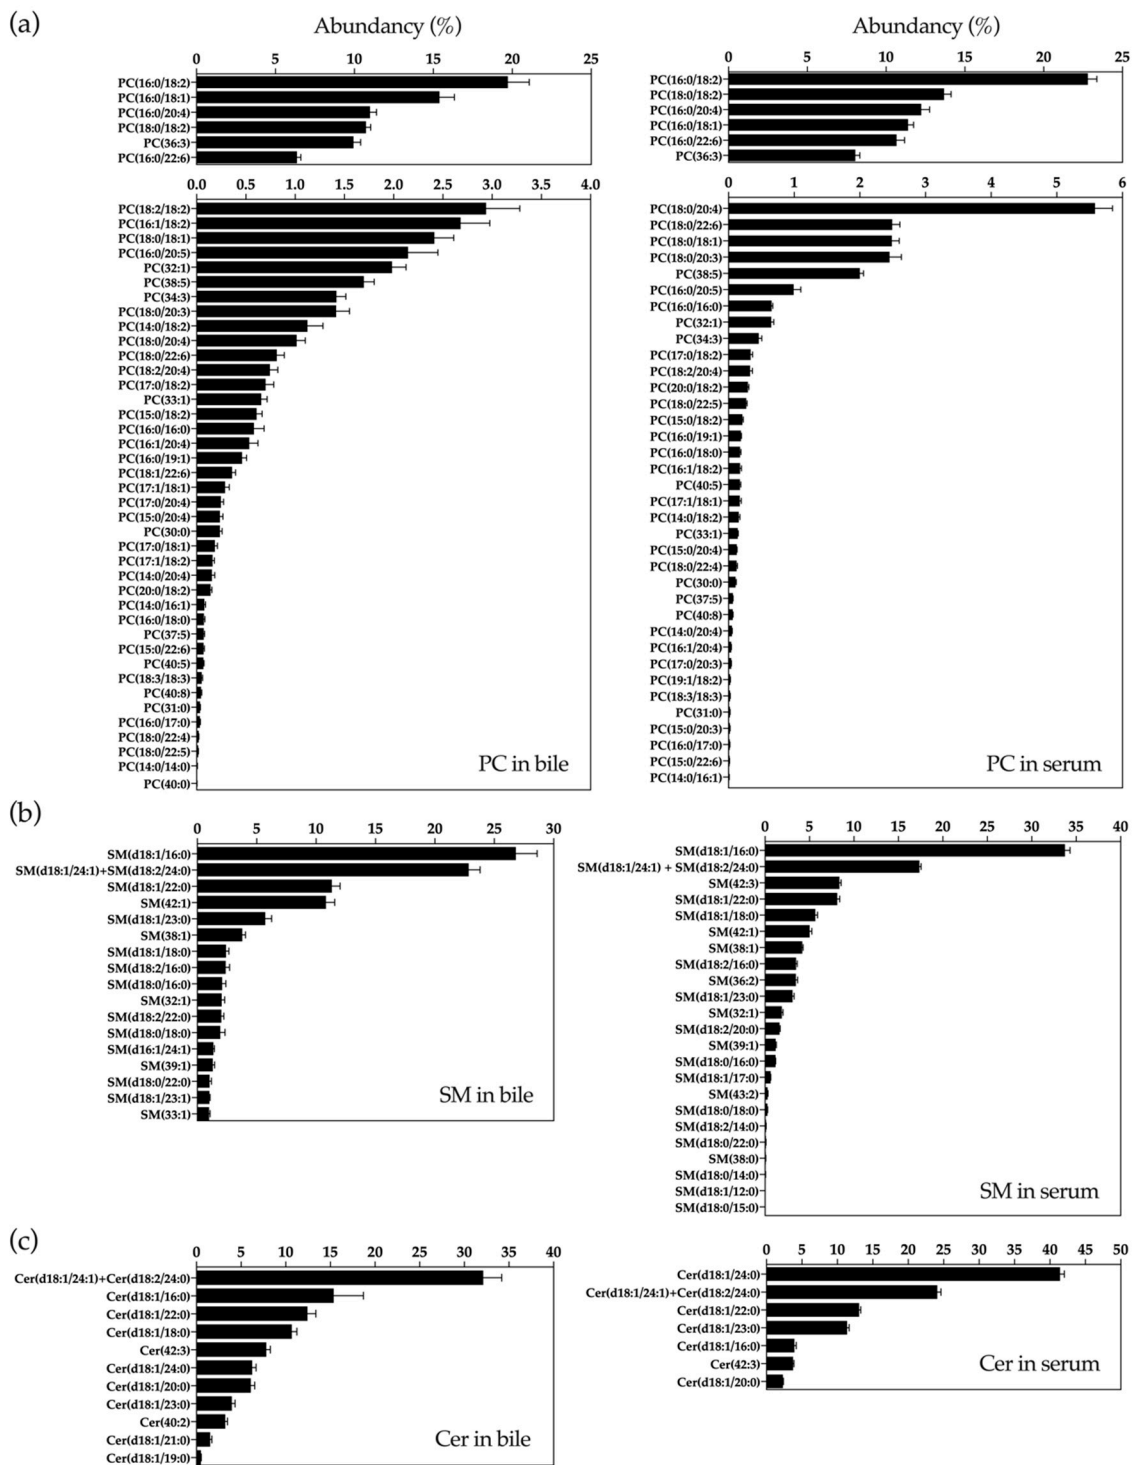 (a)
Abundancy (%)
0 5 10 15 20 25
PC(16:0/18:2)
PC(16:0/18:1)
PC(16:0/20:4)
PC(18:0/18:2)
PC(36:3)
PC(16:0/22:6)
0.0 0.5 1.0 1.5 2.0 2.5 3.0 3.5 4.0
PC(18:2/18:2)
PC(16:1/18:2)
PC(18:0/18:1)
PC(16:0/20:5)
PC(32:1)
PC(38:5)
PC(34:3)
PC(18:0/20:3)
PC(14:0/18:2)
PC(18:0/20:4)
PC(18:0/22:6)
PC(18:2/20:4)
PC(17:0/18:2)
PC(33:1)
PC(15:0/18:2)
PC(16:0/16:0)
PC(16:1/20:4)
PC(16:0/19:1)
PC(18:1/22:6)
PC(17:1/18:1)
PC(17:0/20:4)
PC(15:0/20:4)
PC(30:0)
PC(17:0/18:1)
PC(17:1/18:2)
PC(14:0/20:4)
PC(20:0/18:2)
PC(14:0/16:1)
PC(16:0/18:0)
PC(37:5)
PC(15:0/22:6)
PC(40:5)
PC(18:3/18:3)
PC(40:8)
PC(31:0)
PC(16:0/17:0)
PC(18:0/22:4)
PC(18:0/22:5)
PC(14:0/14:0)
PC(40:0)
PC in bile
Abundancy (%)
0 5 10 15 20 25
PC(16:0/18:2)
PC(18:0/18:2)
PC(16:0/20:4)
PC(16:0/18:1)
PC(16:0/22:6)
PC(36:3)
0 1 2 3 4 5 6
PC(18:0/20:4)
PC(18:0/22:6)
PC(18:0/18:1)
PC(18:0/20:3)
PC(38:5)
PC(16:0/20:5)
PC(16:0/16:0)
PC(32:1)
PC(34:3)
PC(17:0/18:2)
PC(18:2/20:4)
PC(20:0/18:2)
PC(18:0/22:5)
PC(15:0/18:2)
PC(16:0/19:1)
PC(16:0/18:0)
PC(16:1/18:2)
PC(40:5)
PC(17:1/18:1)
PC(14:0/18:2)
PC(33:1)
PC(15:0/20:4)
PC(18:0/22:4)
PC(30:0)
PC(37:5)
PC(40:8)
PC(14:0/20:4)
PC(16:1/20:4)
PC(17:0/20:3)
PC(19:1/18:2)
PC(18:3/18:3)
PC(31:0)
PC(15:0/20:3)
PC(16:0/17:0)
PC(15:0/22:6)
PC(14:0/16:1)
PC in serum
(b)
0 5 10 15 20 25 30
SM(d18:1/16:0)
SM(d18:1/24:1)+SM(d18:2/24:0)
SM(d18:1/22:0)
SM(42:1)
SM(d18:1/23:0)
SM(38:1)
SM(d18:1/18:0)
SM(d18:2/16:0)
SM(d18:0/16:0)
SM(32:1)
SM(d18:2/22:0)
SM(d18:0/18:0)
SM(d16:1/24:1)
SM(39:1)
SM(d18:0/22:0)
SM(d18:1/23:1)
SM(33:1)
SM in bile
0 5 10 15 20 25 30 35 40
SM(d18:1/16:0)
SM(d18:1/24:1) + SM(d18:2/24:0)
SM(42:3)
SM(d18:1/22:0)
SM(d18:1/18:0)
SM(42:1)
SM(38:1)
SM(d18:2/16:0)
SM(36:2)
SM(d18:1/23:0)
SM(32:1)
SM(d18:2/20:0)
SM(39:1)
SM(d18:0/16:0)
SM(d18:1/17:0)
SM(43:2)
SM(d18:0/18:0)
SM(d18:2/14:0)
SM(d18:0/22:0)
SM(38:0)
SM(d18:0/14:0)
SM(d18:1/12:0)
SM(d18:0/15:0)
SM in serum
(c)
0 5 10 15 20 25 30 35 40
Cer(d18:1/24:1)+Cer(d18:2/24:0)
Cer(d18:1/16:0)
Cer(d18:1/22:0)
Cer(d18:1/18:0)
Cer(42:3)
Cer(d18:1/24:0)
Cer(d18:1/20:0)
Cer(d18:1/23:0)
Cer(40:2)
Cer(d18:1/21:0)
Cer(d18:1/19:0)
Cer in bile
0 5 10 15 20 25 30 35 40 45 50
Cer(d18:1/24:0)
Cer(d18:1/24:1)+Cer(d18:2/24:0)
Cer(d18:1/22:0)
Cer(d18:1/23:0)
Cer(d18:1/16:0)
Cer(42:3)
Cer(d18:1/20:0)
Cer in serum